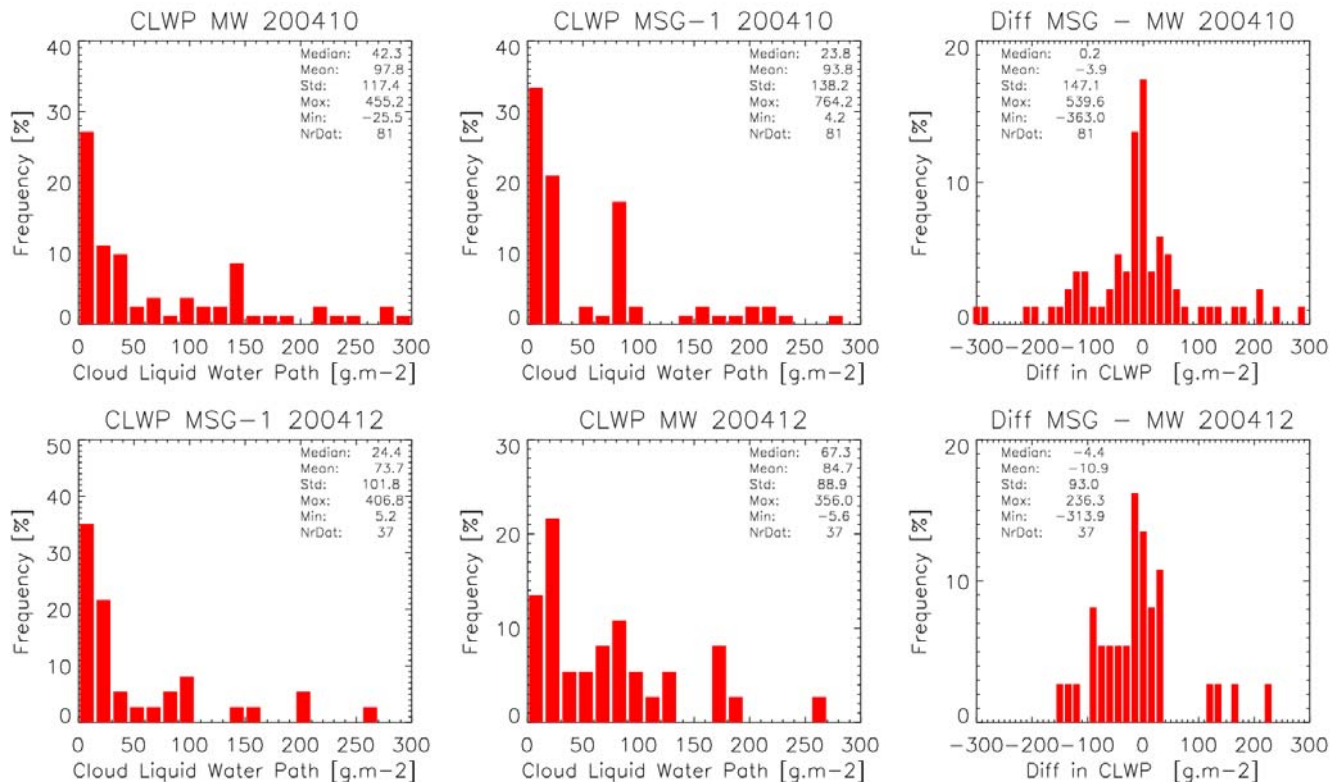 CLWP MW 200410
Median: 42.3
Mean: 97.8
Std: 117.4
Max: 455.2
Min: −25.5
NrDat: 81
Frequency [%]
40
30
20
10
0
0 50 100 150 200 250 300
Cloud Liquid Water Path [g.m−2]
CLWP MSG−1 200410
Median: 23.8
Mean: 93.8
Std: 138.2
Max: 764.2
Min: 4.2
NrDat: 81
Frequency [%]
40
30
20
10
0
0 50 100 150 200 250 300
Cloud Liquid Water Path [g.m−2]
Diff MSG − MW 200410
Median: 0.2
Mean: −3.9
Std: 147.1
Max: 539.6
Min: −363.0
NrDat: 81
Frequency [%]
20
10
0
−300 −200 −100 0 100 200 300
Diff in CLWP [g.m−2]
CLWP MSG−1 200412
Median: 24.4
Mean: 73.7
Std: 101.8
Max: 406.8
Min: 5.2
NrDat: 37
Frequency [%]
50
40
30
20
10
0
0 50 100 150 200 250 300
Cloud Liquid Water Path [g.m−2]
CLWP MW 200412
Median: 67.3
Mean: 84.7
Std: 88.9
Max: 356.0
Min: −5.6
NrDat: 37
Frequency [%]
30
20
10
0
0 50 100 150 200 250 300
Cloud Liquid Water Path [g.m−2]
Diff MSG − MW 200412
Median: −4.4
Mean: −10.9
Std: 93.0
Max: 236.3
Min: −313.9
NrDat: 37
Frequency [%]
20
10
0
−300 −200 −100 0 100 200 300
Diff in CLWP [g.m−2]